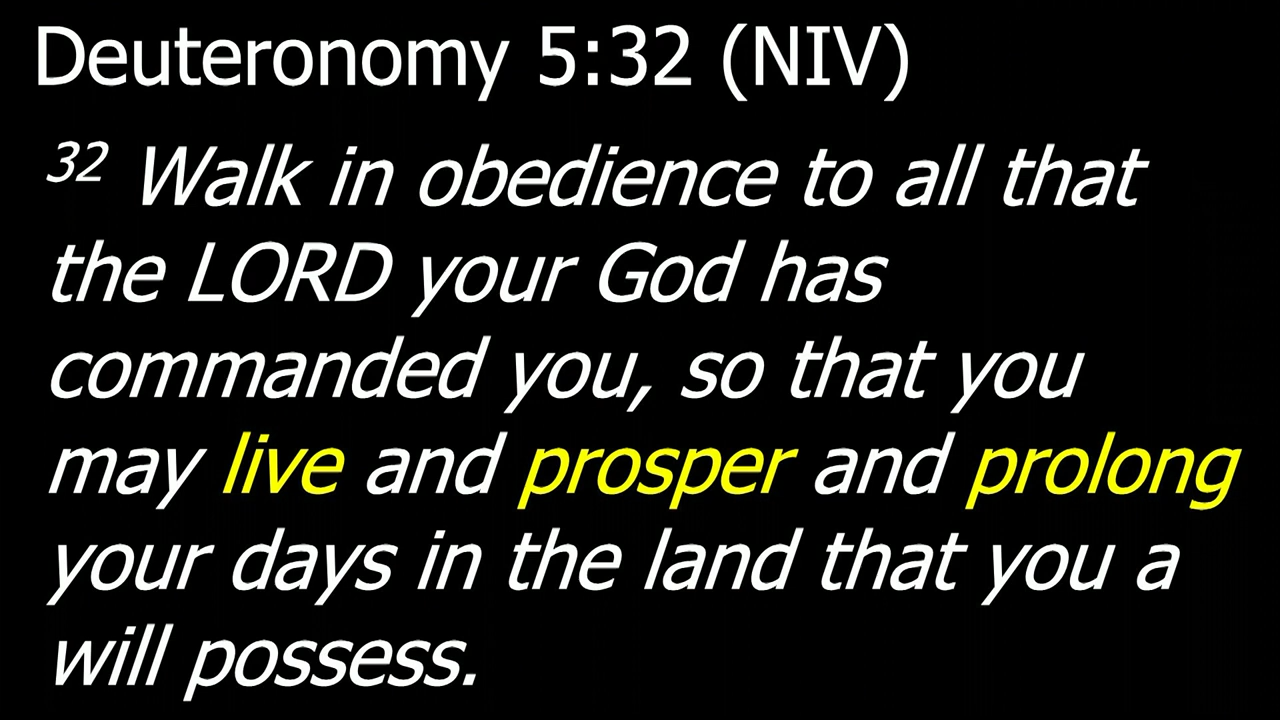 Deuteronomy 5:32 (NIV)
32 Walk in obedience to all that
the LORD your God has
commanded you, so that you
may live and prosper and prolong
your days in the land that you a
will possess.